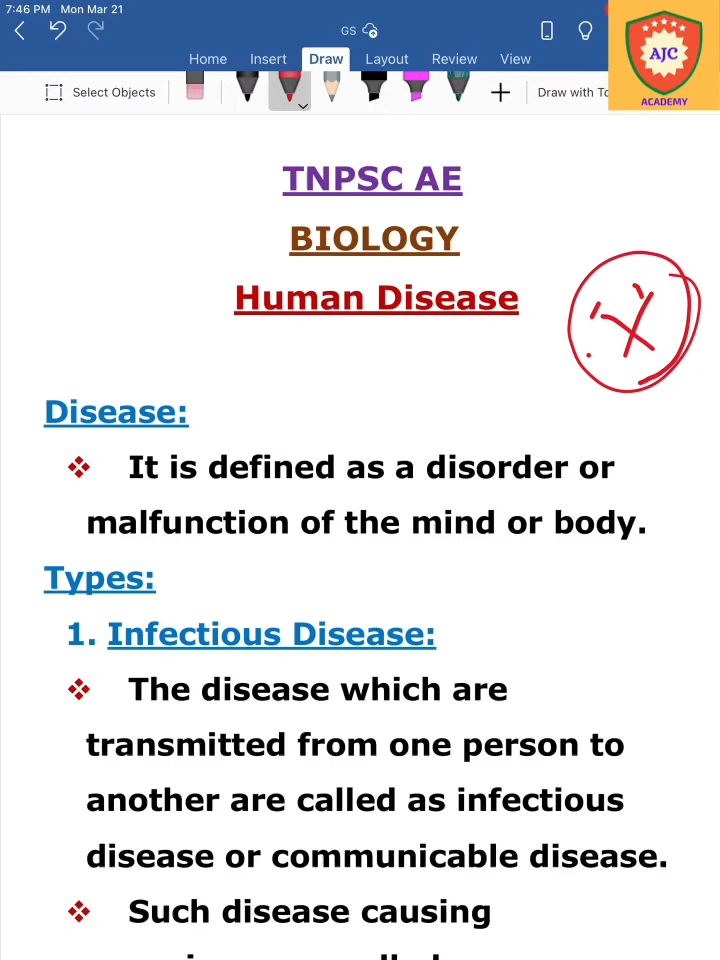 7:46 PM Mon Mar 21
GS
Home Insert Draw Layout Review View
Select Objects
Draw with To
AJC
ACADEMY
TNPSC AE
BIOLOGY
Human Disease
Disease:
❖ It is defined as a disorder or
malfunction of the mind or body.
Types:
1. Infectious Disease:
❖ The disease which are
transmitted from one person to
another are called as infectious
disease or communicable disease.
❖ Such disease causing